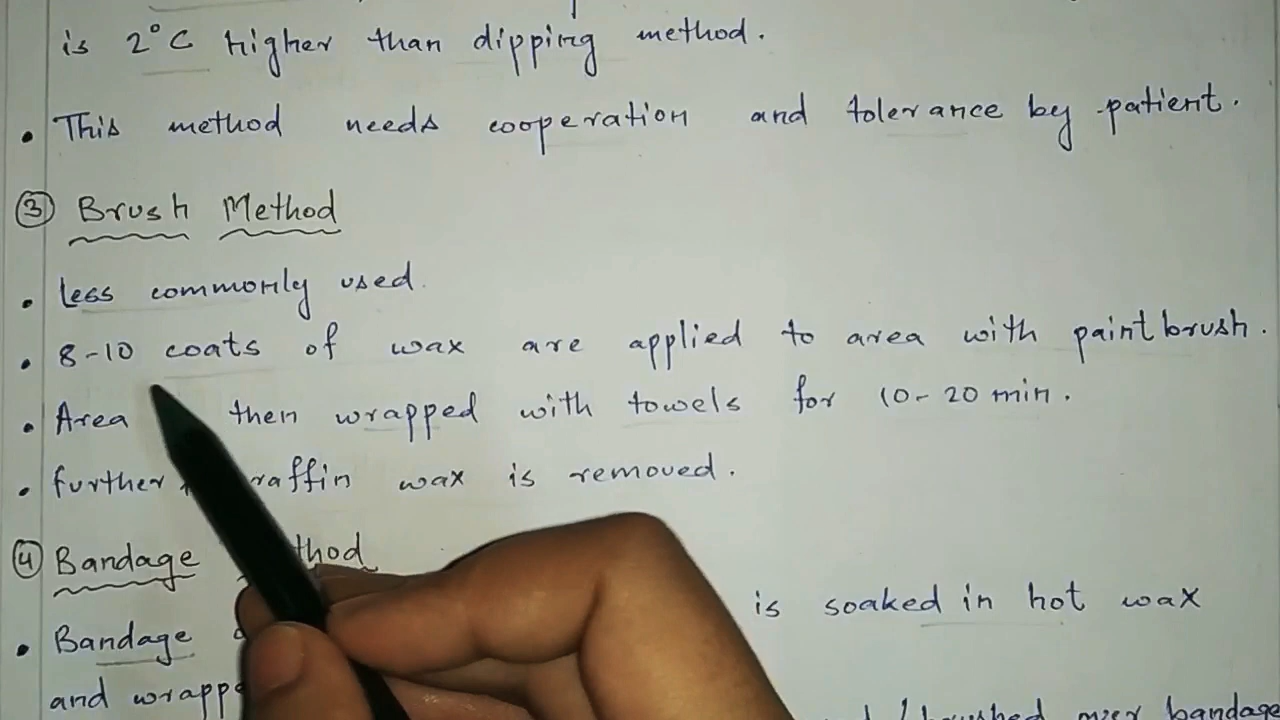 is 2°C higher than dipping method.
• This method needs cooperation and tolerance by patient.
③ Brush Method
• Less commonly used.
• 8-10 coats of wax are applied to area with paintbrush.
• Area then wrapped with towels for 10-20 min.
• further raffin wax is removed.
④ Bandage thod
• Bandage is soaked in hot wax
and wrapp bandage